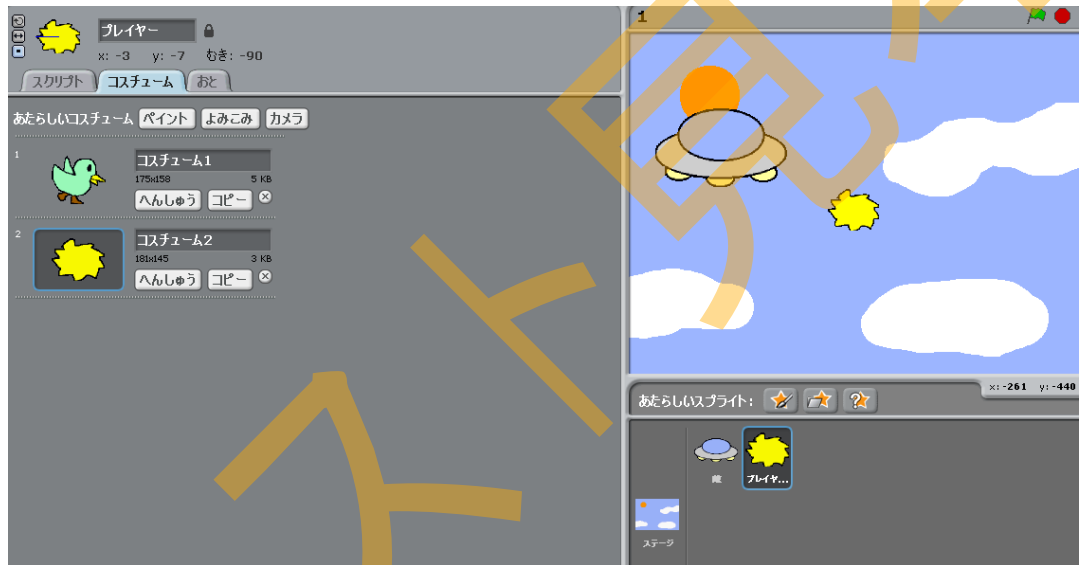 プレイヤー
x: -3 y: -7 むき: -90
スクリプト コスチューム おと
あたらしいコスチューム ペイント よみこみ カメラ
1
コスチューム1
175x158 5 KB
へんしゅう コピー
2
コスチューム2
181x145 3 KB
へんしゅう コピー
1
x: -261 y: -440
あたらしいスプライト:
敵
プレイヤ...
ステージ